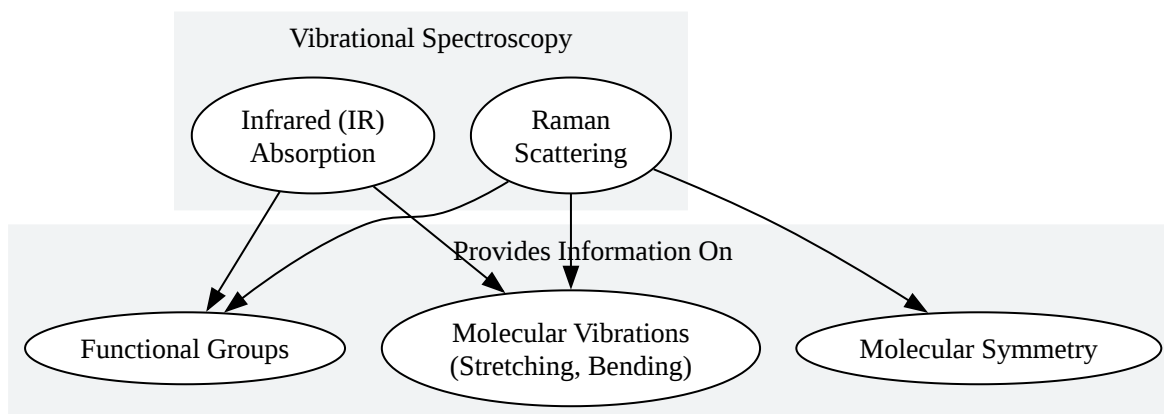 Vibrational Spectroscopy
Infrared (IR)
Absorption
Raman
Scattering
Provides Information On
Functional Groups
Molecular Vibrations
(Stretching, Bending)
Molecular Symmetry